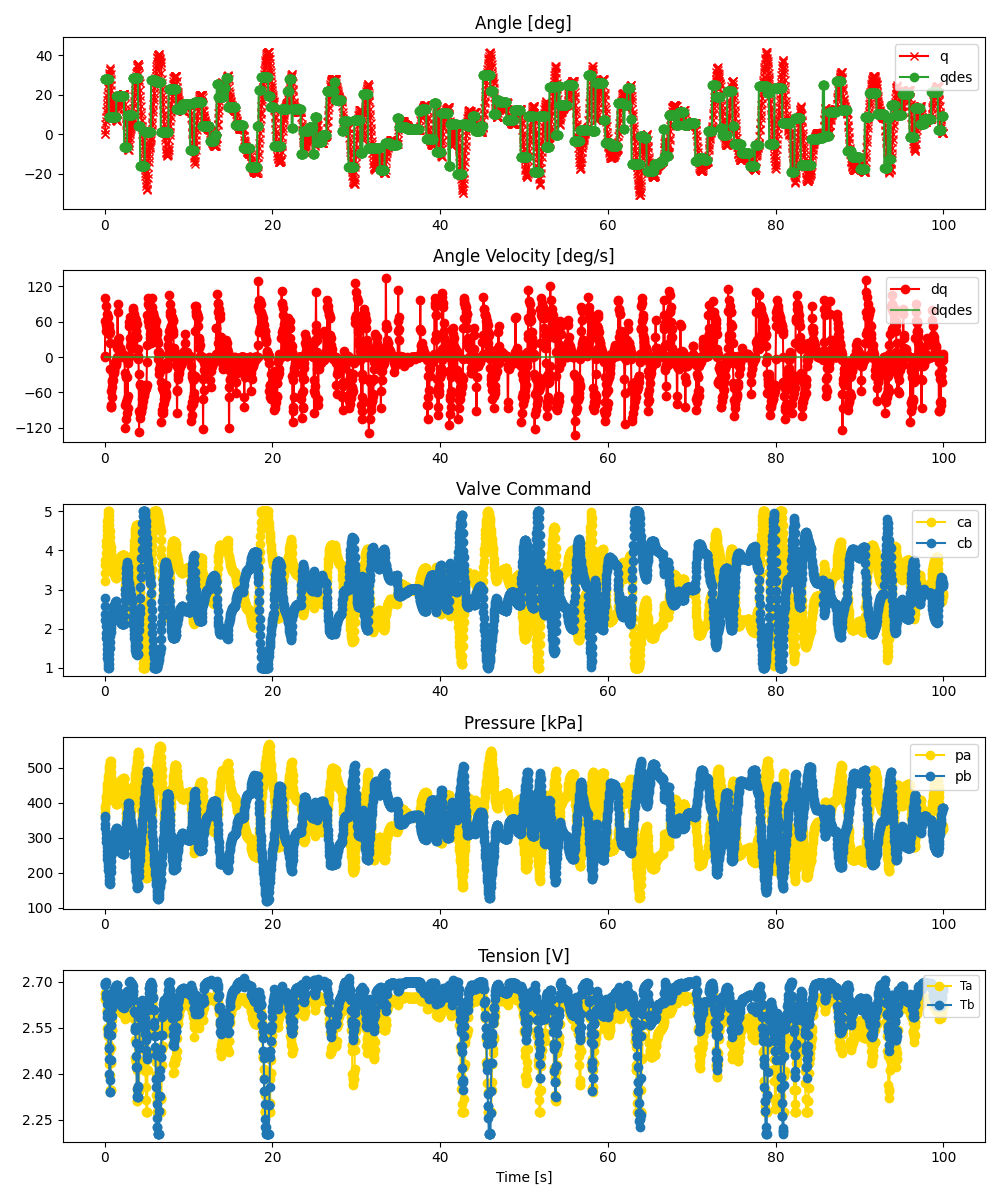 Angle [deg]
40
20
0
−20
q
qdes
0 20 40 60 80 100
Angle Velocity [deg/s]
120
60
0
−60
−120
dq
dqdes
0 20 40 60 80 100
Valve Command
5
4
3
2
1
ca
cb
0 20 40 60 80 100
Pressure [kPa]
500
400
300
200
100
pa
pb
0 20 40 60 80 100
Tension [V]
2.70
2.55
2.40
2.25
Ta
Tb
0 20 40 60 80 100
Time [s]